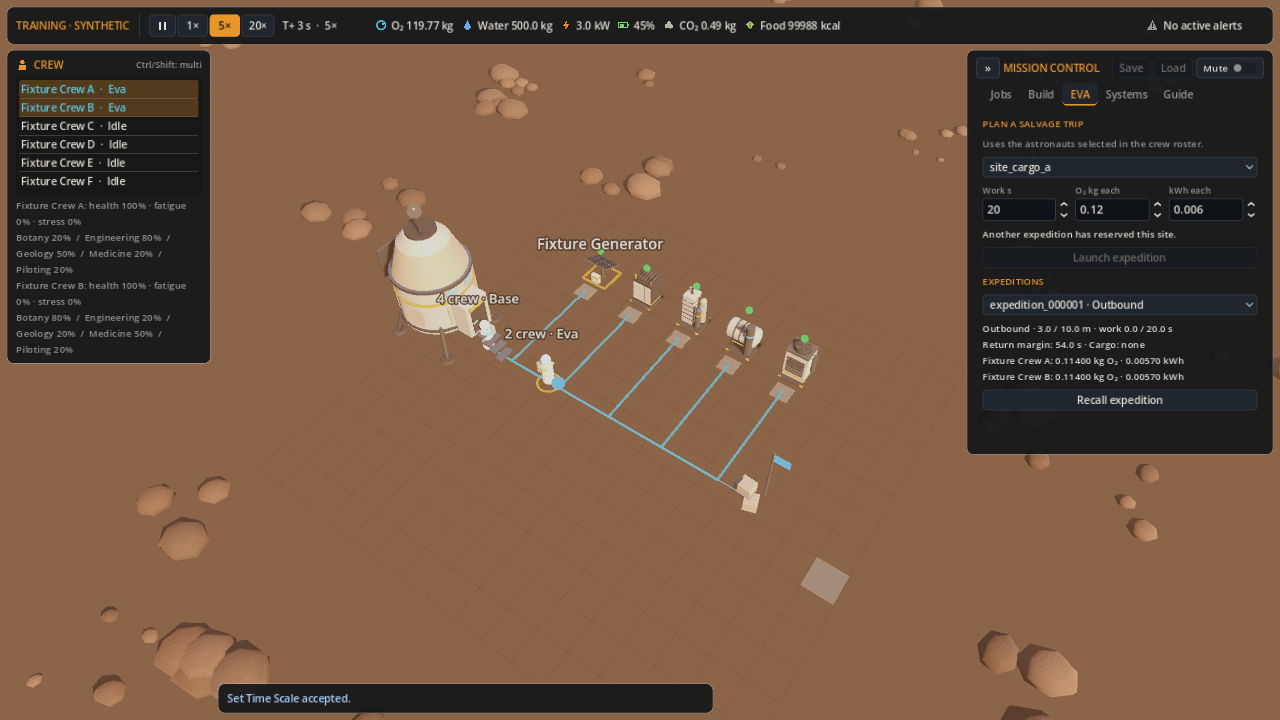 TRAINING · SYNTHETIC
1×
5×
20×
T+ 3 s · 5×
O₂ 119.77 kg
Water 500.0 kg
3.0 kW
45%
CO₂ 0.49 kg
Food 99988 kcal
No active alerts
CREW
Ctrl/Shift: multi
Fixture Crew A · Eva
Fixture Crew B · Eva
Fixture Crew C · Idle
Fixture Crew D · Idle
Fixture Crew E · Idle
Fixture Crew F · Idle
Fixture Crew A: health 100% · fatigue
0% · stress 0%
Botany 20% / Engineering 80% /
Geology 50% / Medicine 20% /
Piloting 20%
Fixture Crew B: health 100% · fatigue
0% · stress 0%
Botany 80% / Engineering 20% /
Geology 20% / Medicine 50% /
Piloting 20%
Fixture Generator
4 crew · Base
2 crew · Eva
»
MISSION CONTROL
Save
Load
Mute
Jobs
Build
EVA
Systems
Guide
PLAN A SALVAGE TRIP
Uses the astronauts selected in the crew roster.
site_cargo_a
Work s
O₂ kg each
kWh each
20
0.12
0.006
Another expedition has reserved this site.
Launch expedition
EXPEDITIONS
expedition_000001 · Outbound
Outbound · 3.0 / 10.0 m · work 0.0 / 20.0 s
Return margin: 54.0 s · Cargo: none
Fixture Crew A: 0.11400 kg O₂ · 0.00570 kWh
Fixture Crew B: 0.11400 kg O₂ · 0.00570 kWh
Recall expedition
Set Time Scale accepted.